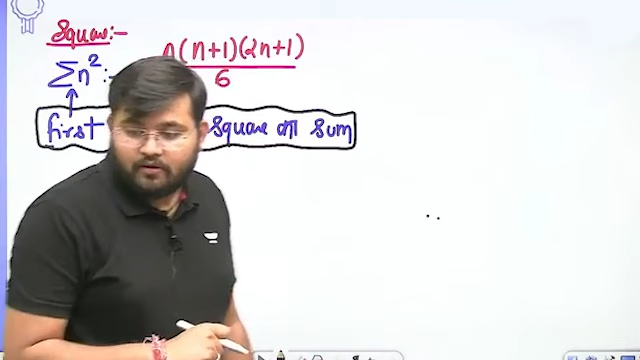 Square:-
Σn²:- n(n+1)(2n+1)/6
first square का sum